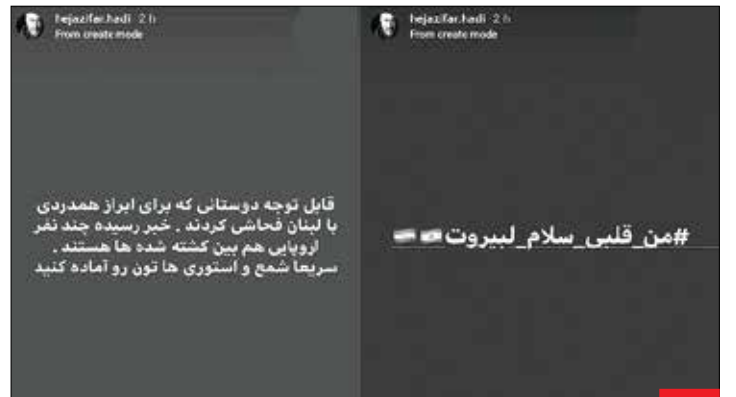 hejazifar.hadi 2 h
From create mode
قابل توجه دوستانی که برای ابراز همدردی
با لبنان فحاشی کردند . خبر رسیده چند نفر
اروپایی هم بین کشته شده ها هستند .
سریعا شمع و استوری ها تون رو آماده کنید
hejazifar.hadi 2 h
From create mode
#من_قلبی_سلام_لبیروت